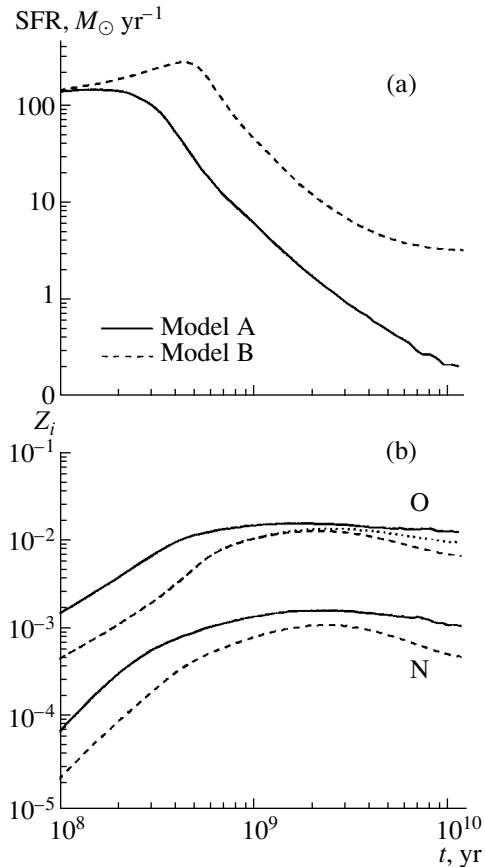 SFR, M⊙ yr⁻¹
(a)
100
10
1
Model A
Model B
0
Zᵢ
10⁻¹
(b)
O
10⁻²
10⁻³
N
10⁻⁴
10⁻⁵
10⁸
10⁹
10¹⁰
t, yr